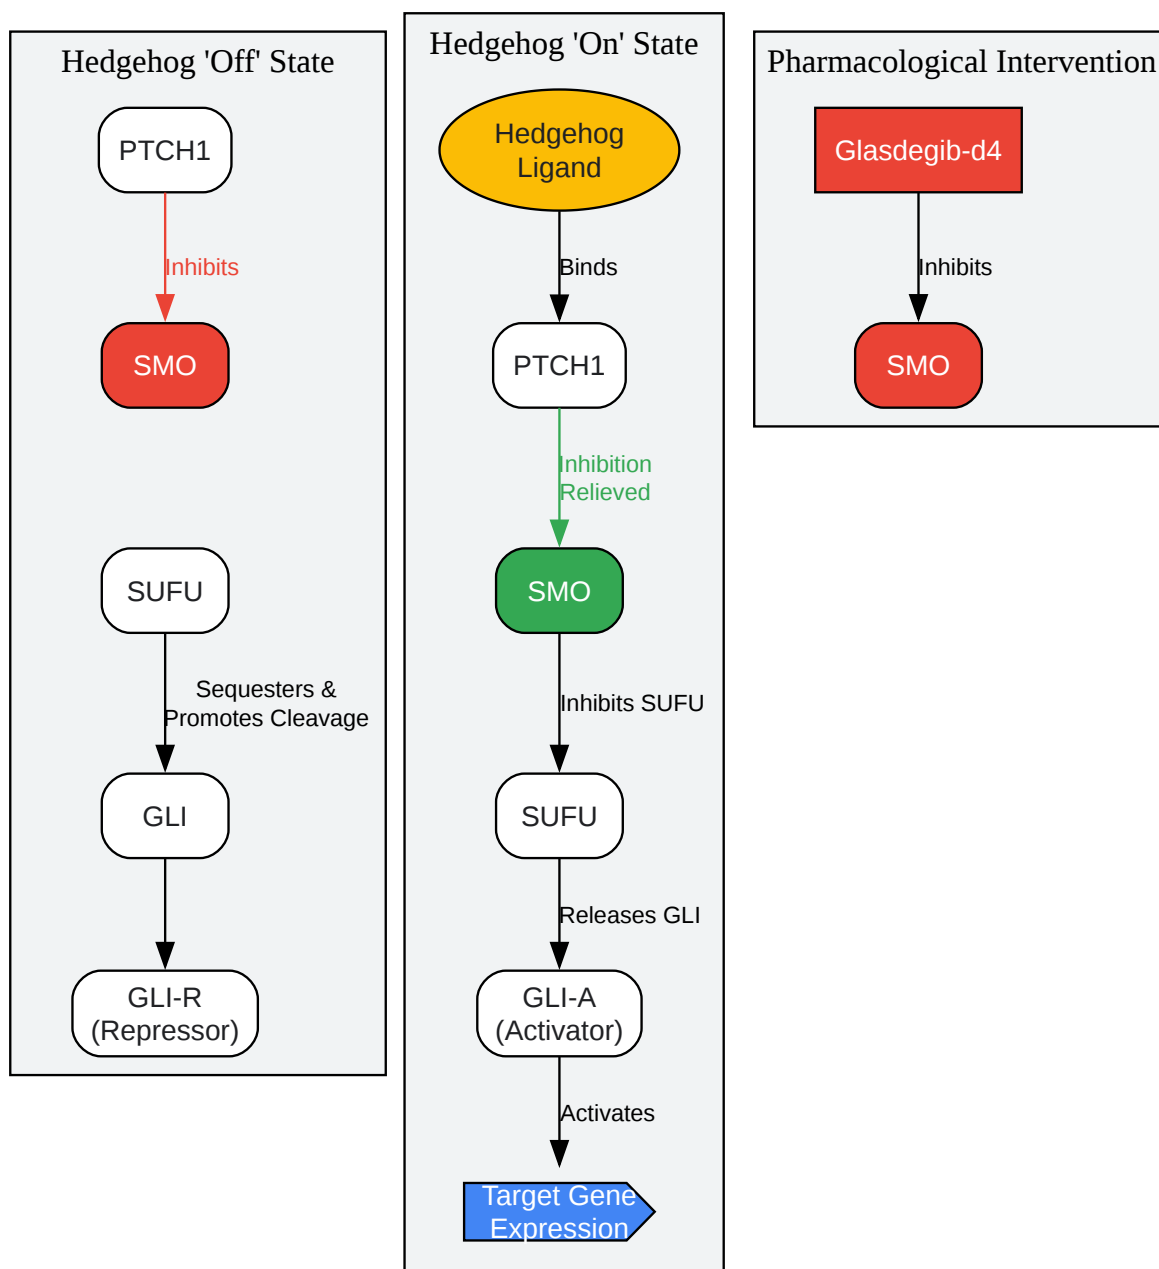 Hedgehog 'Off' State
PTCH1
Inhibits
SMO
SUFU
Sequesters &
Promotes Cleavage
GLI
GLI-R
(Repressor)
Hedgehog 'On' State
Hedgehog
Ligand
Binds
PTCH1
Inhibition
Relieved
SMO
Inhibits SUFU
SUFU
Releases GLI
GLI-A
(Activator)
Activates
Target Gene
Expression
Pharmacological Intervention
Glasdegib-d4
Inhibits
SMO